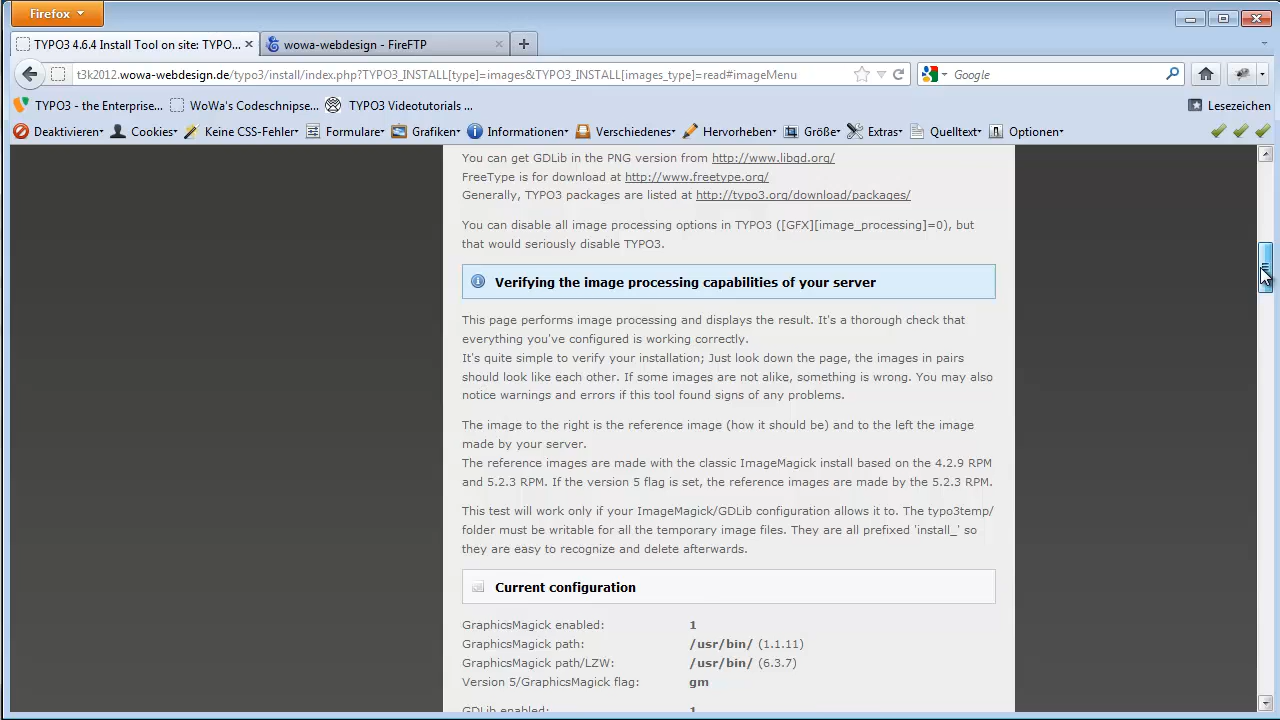 Firefox
TYPO3 4.6.4 Install Tool on site: TYPO...
wowa-webdesign - FireFTP
t3k2012.wowa-webdesign.de/typo3/install/index.php?TYPO3_INSTALL[type]=images&TYPO3_INSTALL[images_type]=read#imageMenu
Google
TYPO3 - the Enterprise...
WoWa's Codeschnipse...
TYPO3 Videotutorials ...
Lesezeichen
Deaktivieren
Cookies
Keine CSS-Fehler
Formulare
Grafiken
Informationen
Verschiedenes
Hervorheben
Größe
Extras
Quelltext
Optionen
You can get GDLib in the PNG version from http://www.libgd.org/
FreeType is for download at http://www.freetype.org/
Generally, TYPO3 packages are listed at http://typo3.org/download/packages/
You can disable all image processing options in TYPO3 ([GFX][image_processing]=0), but
that would seriously disable TYPO3.
Verifying the image processing capabilities of your server
This page performs image processing and displays the result. It's a thorough check that
everything you've configured is working correctly.
It's quite simple to verify your installation; Just look down the page, the images in pairs
should look like each other. If some images are not alike, something is wrong. You may also
notice warnings and errors if this tool found signs of any problems.
The image to the right is the reference image (how it should be) and to the left the image
made by your server.
The reference images are made with the classic ImageMagick install based on the 4.2.9 RPM
and 5.2.3 RPM. If the version 5 flag is set, the reference images are made by the 5.2.3 RPM.
This test will work only if your ImageMagick/GDLib configuration allows it to. The typo3temp/
folder must be writable for all the temporary image files. They are all prefixed 'install_' so
they are easy to recognize and delete afterwards.
Current configuration
GraphicsMagick enabled: 1
GraphicsMagick path: /usr/bin/ (1.1.11)
GraphicsMagick path/LZW: /usr/bin/ (6.3.7)
Version 5/GraphicsMagick flag: gm
GDLib enabled: 1